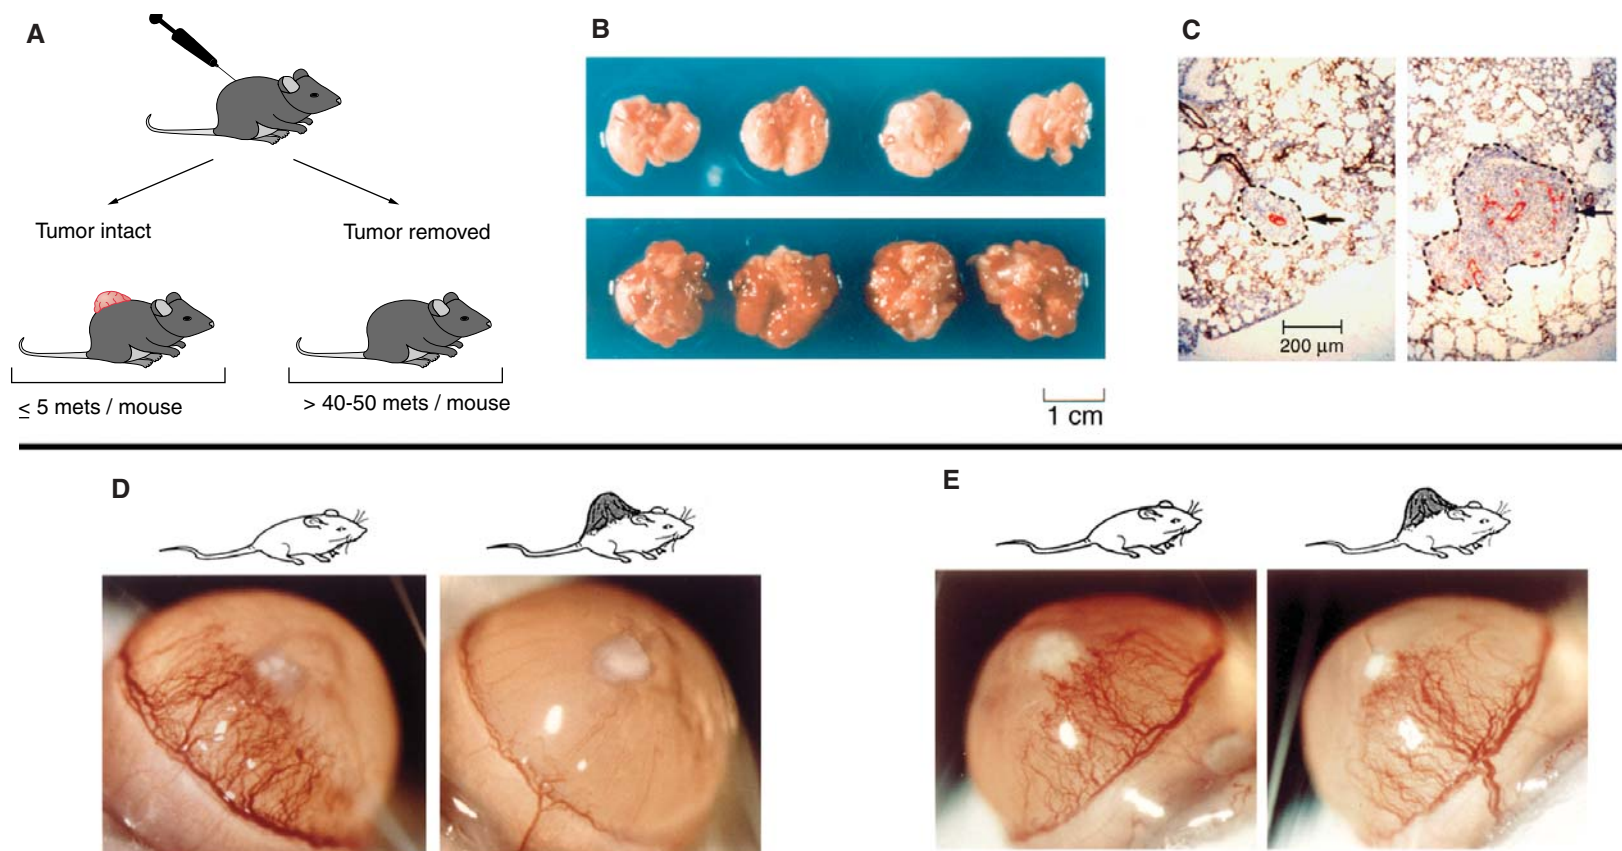 A
B
C
Tumor intact
Tumor removed
≤ 5 mets / mouse
> 40-50 mets / mouse
1 cm
200 μm
D
E